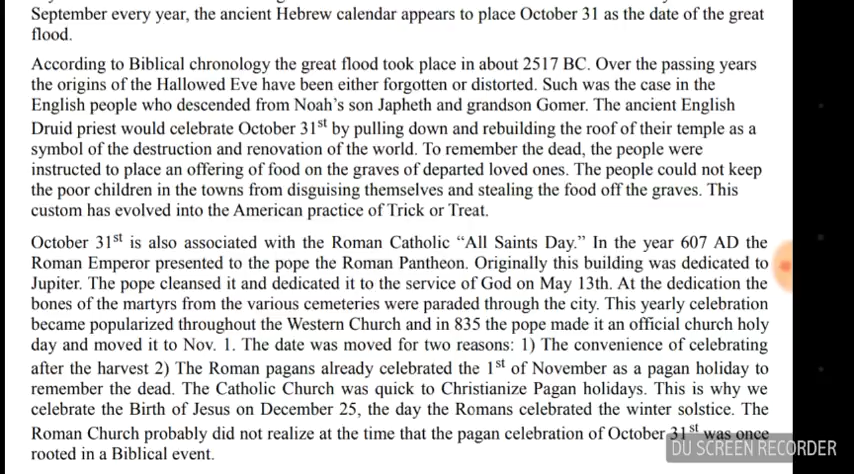 September every year, the ancient Hebrew calendar appears to place October 31 as the date of the great
flood.
According to Biblical chronology the great flood took place in about 2517 BC. Over the passing years
the origins of the Hallowed Eve have been either forgotten or distorted. Such was the case in the
English people who descended from Noah's son Japheth and grandson Gomer. The ancient English
Druid priest would celebrate October 31st by pulling down and rebuilding the roof of their temple as a
symbol of the destruction and renovation of the world. To remember the dead, the people were
instructed to place an offering of food on the graves of departed loved ones. The people could not keep
the poor children in the towns from disguising themselves and stealing the food off the graves. This
custom has evolved into the American practice of Trick or Treat.
October 31st is also associated with the Roman Catholic “All Saints Day.” In the year 607 AD the
Roman Emperor presented to the pope the Roman Pantheon. Originally this building was dedicated to
Jupiter. The pope cleansed it and dedicated it to the service of God on May 13th. At the dedication the
bones of the martyrs from the various cemeteries were paraded through the city. This yearly celebration
became popularized throughout the Western Church and in 835 the pope made it an official church holy
day and moved it to Nov. 1. The date was moved for two reasons: 1) The convenience of celebrating
after the harvest 2) The Roman pagans already celebrated the 1st of November as a pagan holiday to
remember the dead. The Catholic Church was quick to Christianize Pagan holidays. This is why we
celebrate the Birth of Jesus on December 25, the day the Romans celebrated the winter solstice. The
Roman Church probably did not realize at the time that the pagan celebration of October 31st was once
rooted in a Biblical event.
DU SCREEN RECORDER